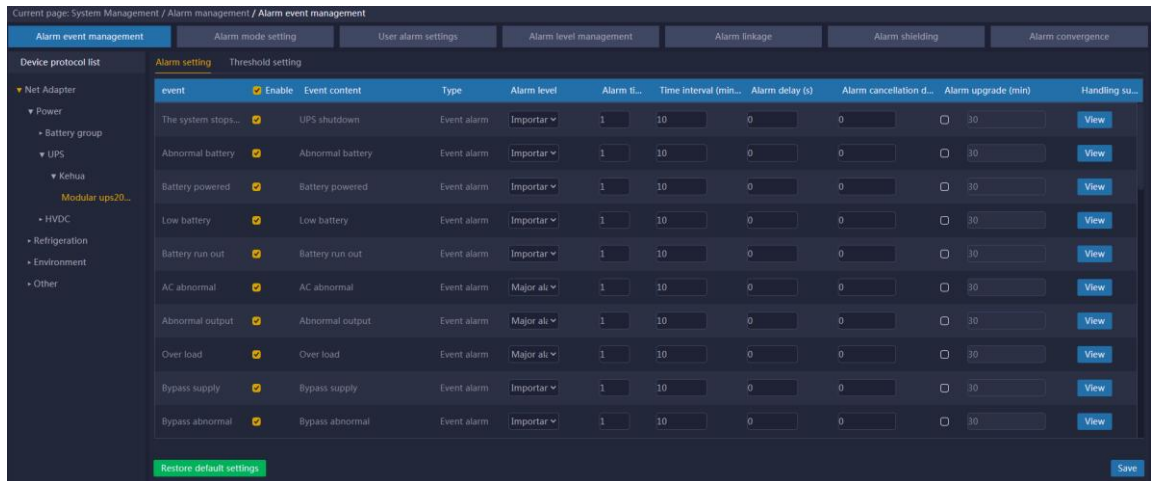 Current page: System Management / Alarm management / Alarm event management
Alarm event management Alarm mode setting User alarm settings Alarm level management Alarm linkage Alarm shielding Alarm convergence
Device protocol list Alarm setting Threshold setting
Net Adapter
Power
Battery group
UPS
Kehua
Modular ups20...
HVDC
Refrigeration
Environment
Other
event Enable Event content Type Alarm level Alarm ti... Time interval (min... Alarm delay (s) Alarm cancellation d... Alarm upgrade (min) Handling su...
The system stops... UPS shutdown Event alarm Importar 1 10 0 0 30 View
Abnormal battery Abnormal battery Event alarm Importar 1 10 0 0 30 View
Battery powered Battery powered Event alarm Importar 1 10 0 0 30 View
Low battery Low battery Event alarm Importar 1 10 0 0 30 View
Battery run out Battery run out Event alarm Importar 1 10 0 0 30 View
AC abnormal AC abnormal Event alarm Major ala 1 10 0 0 30 View
Abnormal output Abnormal output Event alarm Major ala 1 10 0 0 30 View
Over load Over load Event alarm Major ala 1 10 0 0 30 View
Bypass supply Bypass supply Event alarm Importar 1 10 0 0 30 View
Bypass abnormal Bypass abnormal Event alarm Importar 1 10 0 0 30 View
Restore default settings Save